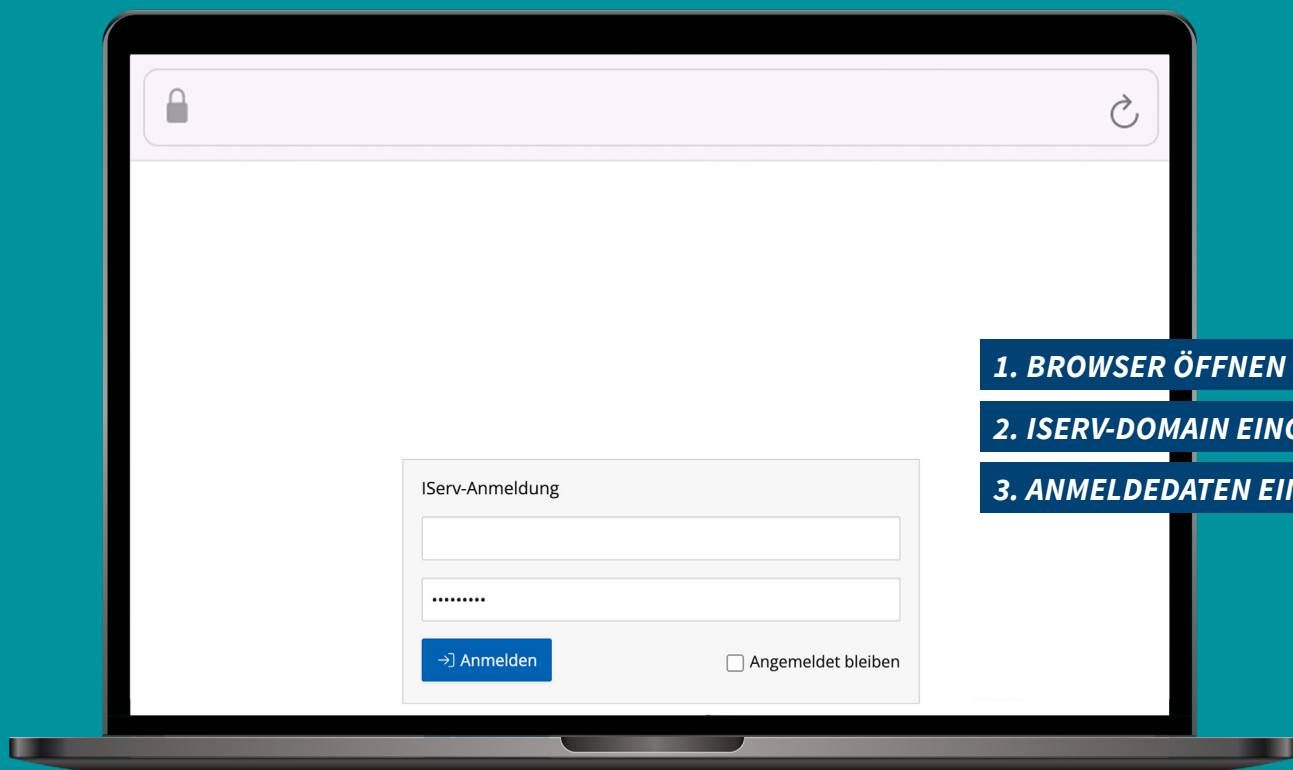 1. BROWSER ÖFFNEN
2. ISERV-DOMAIN
3. ANMELDEDATEN
IServ-Anmeldung
•••••••••
Anmelden
Angemeldet bleiben